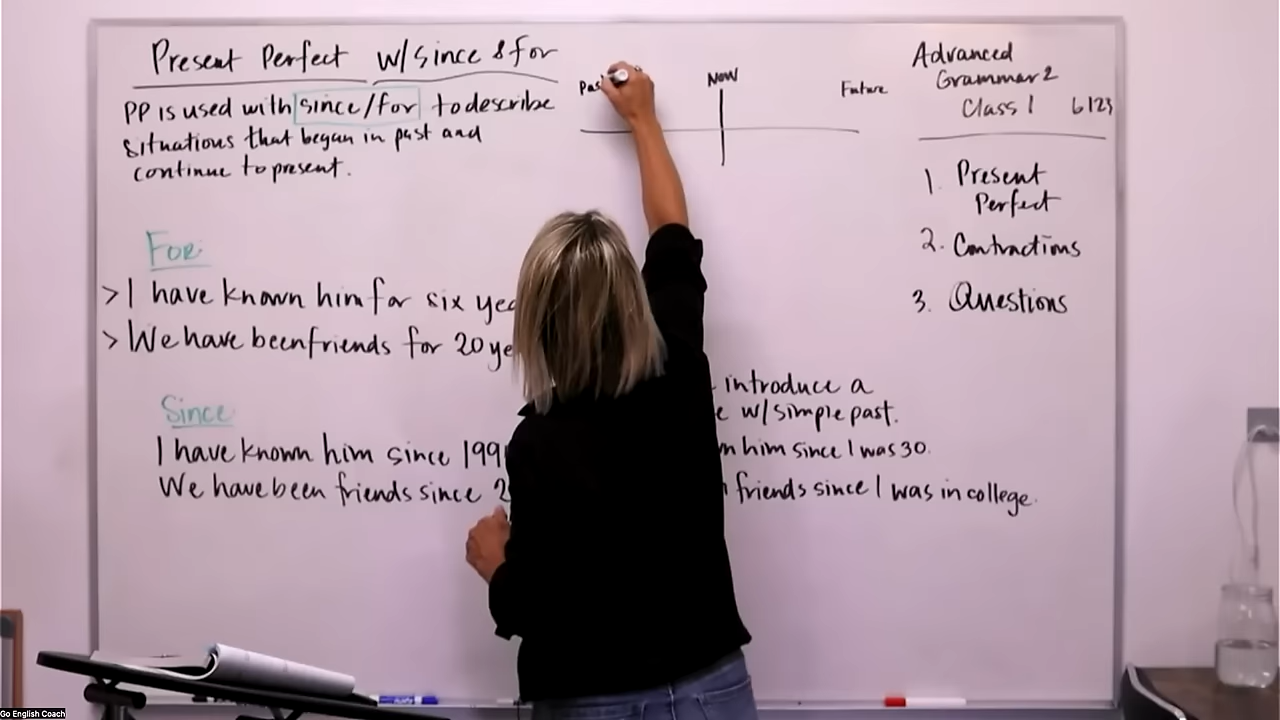 Present Perfect w/since & for
PP is used with since/for to describe
situations that began in past and
continue to present.
For
> I have known him for six
> We have been friends for 20
Since
I have known him since
We have been friends since
Now
Future
introduce a
w/simple past.
him since I was 30.
friends since I was in college.
Advanced
Grammar 2
Class 1 6/23
1. Present
Perfect
2. Contractions
3. Questions
Go English Coach